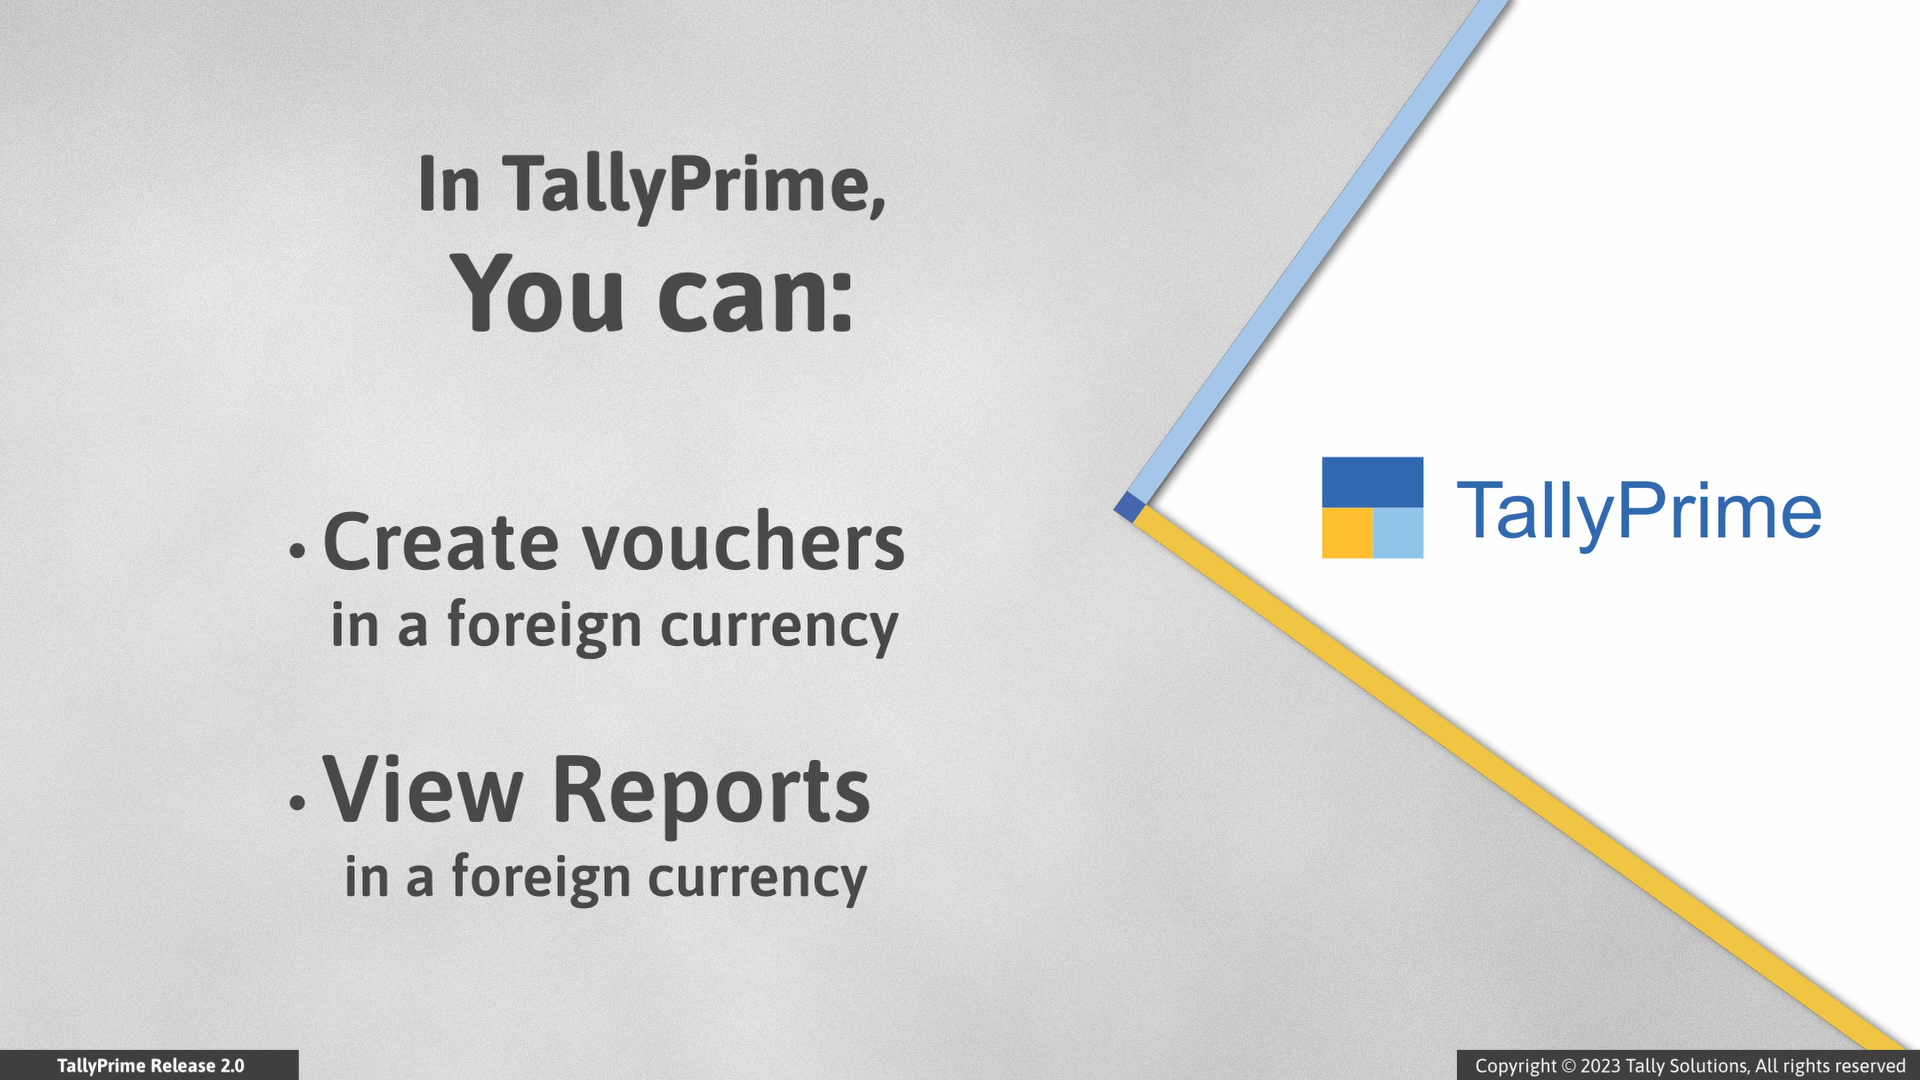 In TallyPrime,
You can:
• Create vouchers
in a foreign currency
• View Reports
in a foreign currency
TallyPrime
TallyPrime Release 2.0
Copyright © 2023 Tally Solutions, All rights reserved